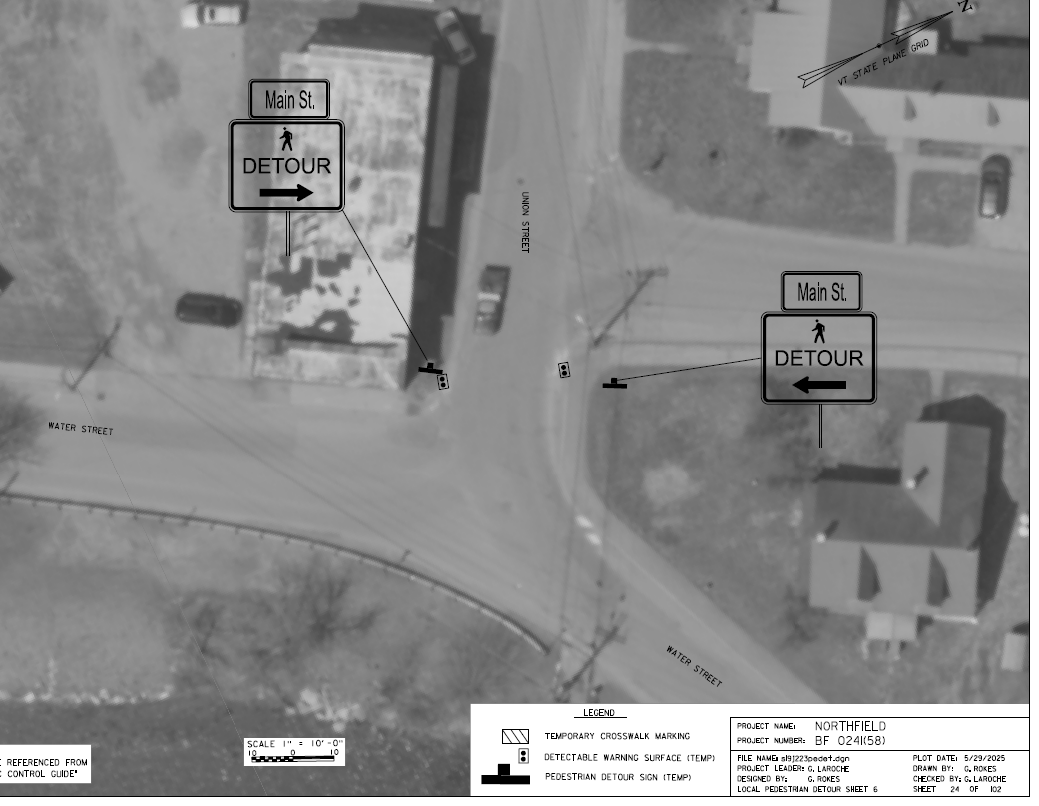 N
VT STATE PLANE GRID
Main St.
DETOUR
UNION STREET
Main St.
DETOUR
WATER STREET
WATER STREET
E REFERENCED FROM
C CONTROL GUIDE"
SCALE 1" = 10'-0"
10 0 10
LEGEND
TEMPORARY CROSSWALK MARKING
DETECTABLE WARNING SURFACE (TEMP)
PEDESTRIAN DETOUR SIGN (TEMP)
PROJECT NAME: NORTHFIELD
PROJECT NUMBER: BF 0241(58)
FILE NAME: s19j223pedet.dgn PLOT DATE: 5/29/2025
PROJECT LEADER: G. LAROCHE DRAWN BY: G. ROKES
DESIGNED BY: G. ROKES CHECKED BY: G. LAROCHE
LOCAL PEDESTRIAN DETOUR SHEET 6 SHEET 24 OF 102